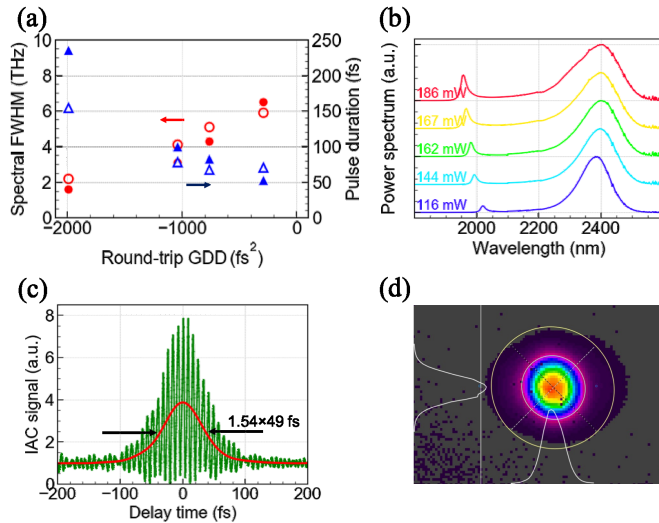 (a)
10
8
6
4
2
0
Spectral FWHM (THz)
250
200
150
100
50
0
Pulse duration (fs)
−2000
−1000
0
Round-trip GDD (fs²)
(b)
Power spectrum (a.u.)
186 mW
167 mW
162 mW
144 mW
116 mW
2000
2200
2400
Wavelength (nm)
(c)
8
6
4
2
0
IAC signal (a.u.)
1.54×49 fs
−200
−100
0
100
200
Delay time (fs)
(d)